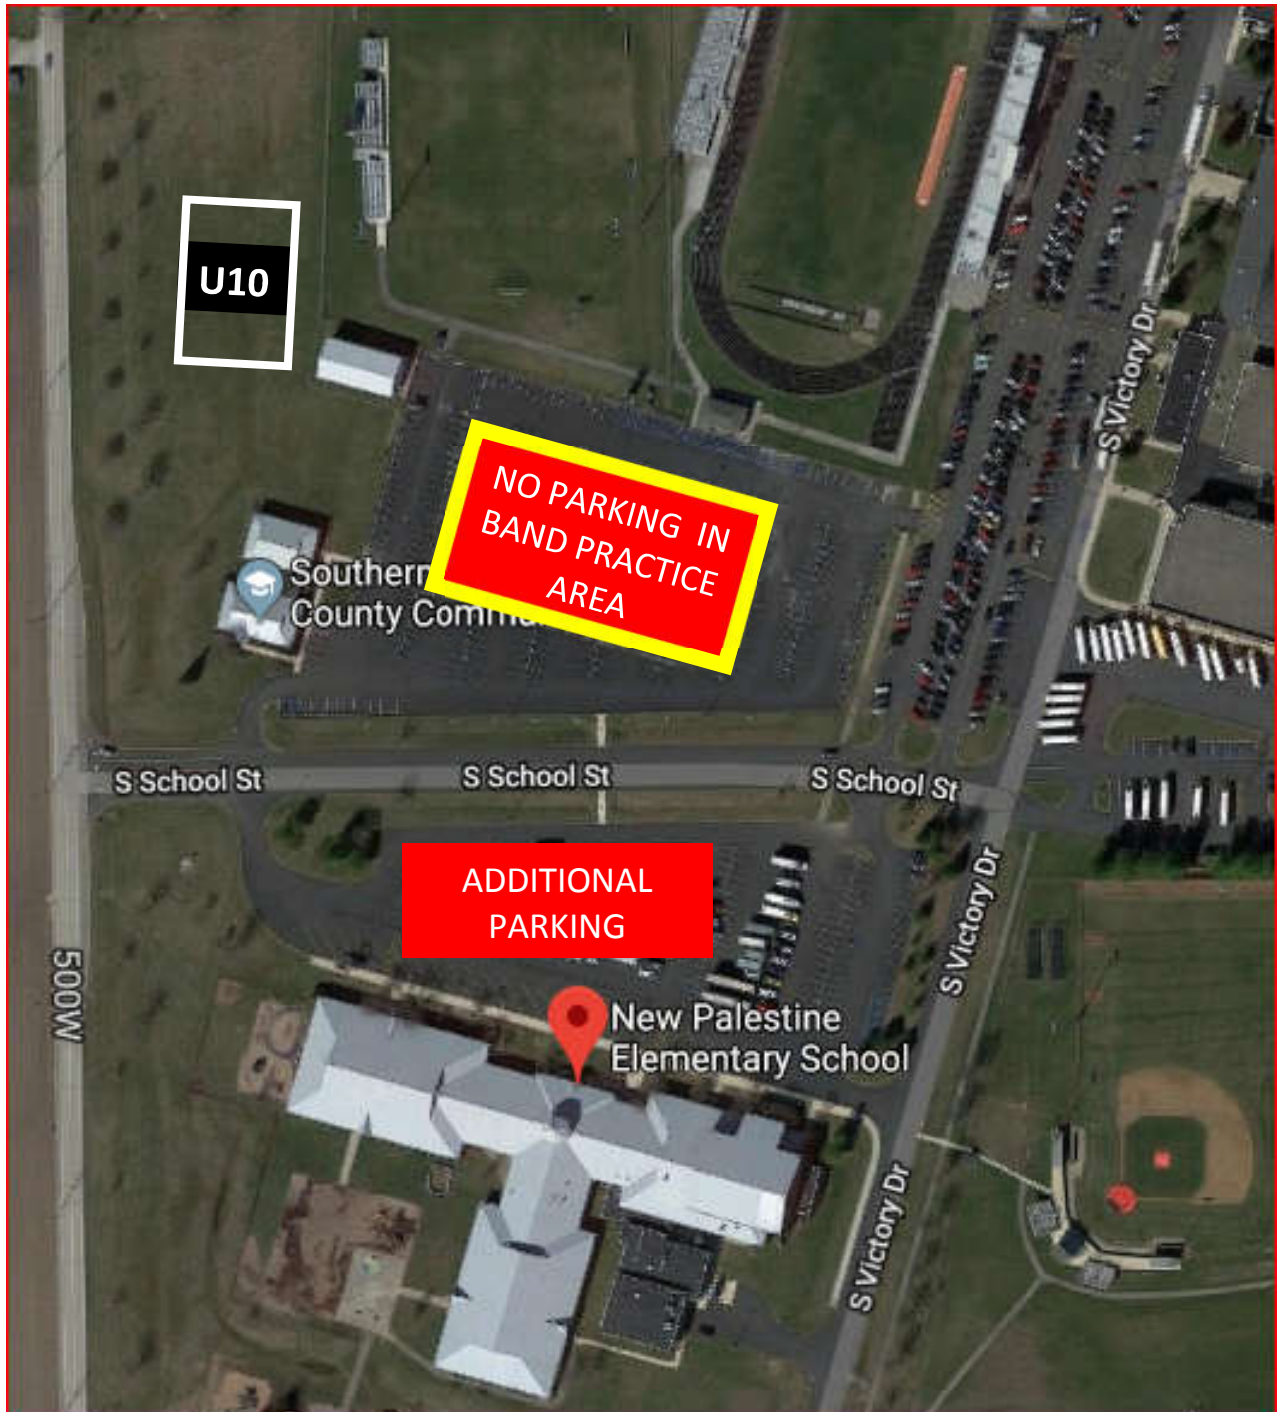 U10
S Victory Dr
NO PARKING IN
BAND PRACTICE
AREA
Southern
County Comm
S School St
S School St
S School St
ADDITIONAL
PARKING
S Victory Dr
500W
New Palestine
Elementary School
S Victory Dr